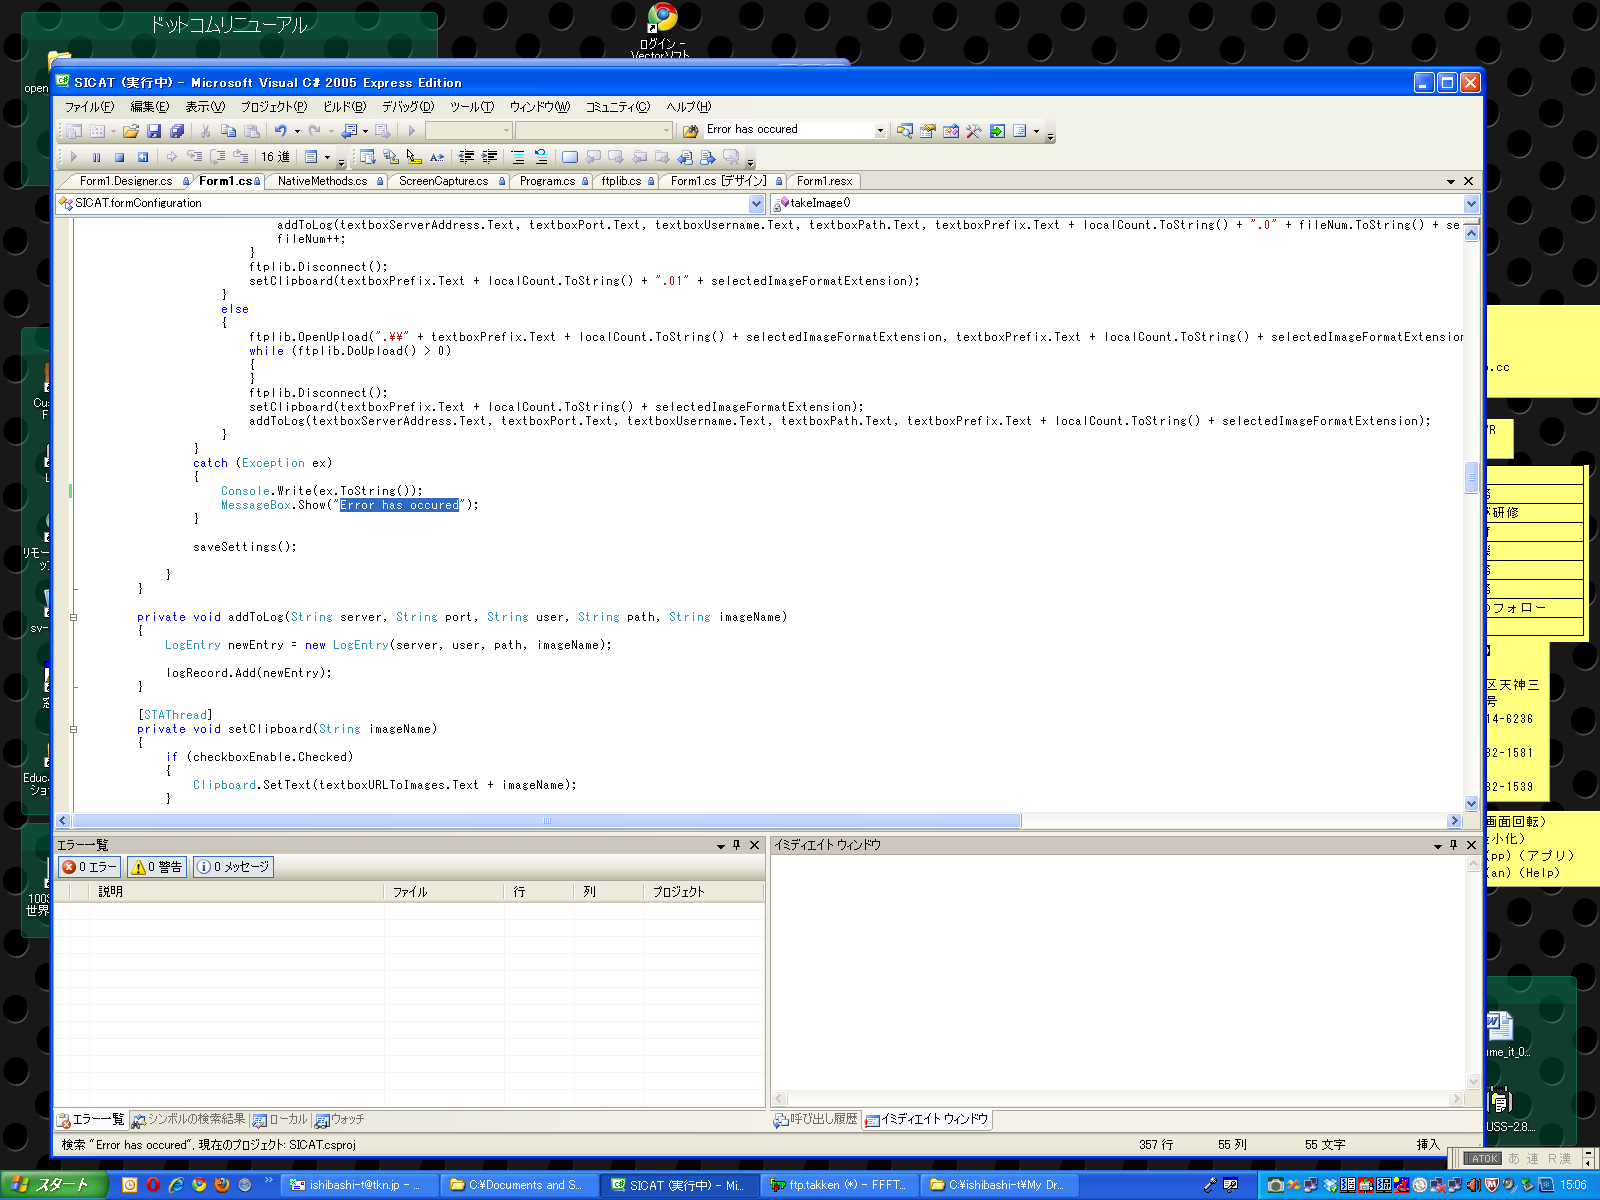 ドットコムリニューアル
ログイン -
Vectorソフト
open
SICAT (実行中) - Microsoft Visual C# 2005 Express Edition
ファイル(F) 編集(E) 表示(V) プロジェクト(P) ビルド(B) デバッグ(D) ツール(T) ウィンドウ(W) コミュニティ(C) ヘルプ(H)
Error has occured
16 進
Form1.Designer.cs Form1.cs NativeMethods.cs ScreenCapture.cs Program.cs ftplib.cs Form1.cs [デザイン] Form1.resx
SICAT.formConfiguration takeImage()
addToLog(textboxServerAddress.Text, textboxPort.Text, textboxUsername.Text, textboxPath.Text, textboxPrefix.Text + localCount.ToString() + ".0" + fileNum.ToString() + se
fileNum++;
}
ftplib.Disconnect();
setClipboard(textboxPrefix.Text + localCount.ToString() + ".01" + selectedImageFormatExtension);
}
else
{
ftplib.OpenUpload(".¥¥" + textboxPrefix.Text + localCount.ToString() + selectedImageFormatExtension, textboxPrefix.Text + localCount.ToString() + selectedImageFormatExtension
while (ftplib.DoUpload() > 0)
{
}
ftplib.Disconnect();
setClipboard(textboxPrefix.Text + localCount.ToString() + selectedImageFormatExtension);
addToLog(textboxServerAddress.Text, textboxPort.Text, textboxUsername.Text, textboxPath.Text, textboxPrefix.Text + localCount.ToString() + selectedImageFormatExtension);
}
}
catch (Exception ex)
{
Console.Write(ex.ToString());
MessageBox.Show("Error has occured");
}
saveSettings();
}
}
private void addToLog(String server, String port, String user, String path, String imageName)
{
LogEntry newEntry = new LogEntry(server, user, path, imageName);
logRecord.Add(newEntry);
}
[STAThread]
private void setClipboard(String imageName)
{
if (checkboxEnable.Checked)
{
Clipboard.SetText(textboxURLToImages.Text + imageName);
}
.cc
研修
フォロー
区天神三
号
14-6236
32-1581
32-1539
画面回転)
小化)
(pp) (アプリ)
(an) (Help)
Cus
F
L
リモー
ッ
sv-
Educ
ショ
100
世界
エラー一覧
0 エラー 0 警告 0 メッセージ
説明 ファイル 行 列 プロジェクト
イミディエイト ウィンドウ
エラー一覧 シンボルの検索結果 ローカル ウォッチ
呼び出し履歴 イミディエイト ウィンドウ
検索 "Error has occured", 現在のプロジェクト: SICAT.csproj
357 行 55 列 55 文字 挿入
ume_it_0...
USS-2.8....
ATOK あ 連 R漢
スタート
ishibashi-t@tkn.jp - ...
C:¥Documents and S...
SICAT (実行中) - Mi...
ftp.takken (*) - FFFT...
C:¥ishibashi-t¥My Dr...
15:06